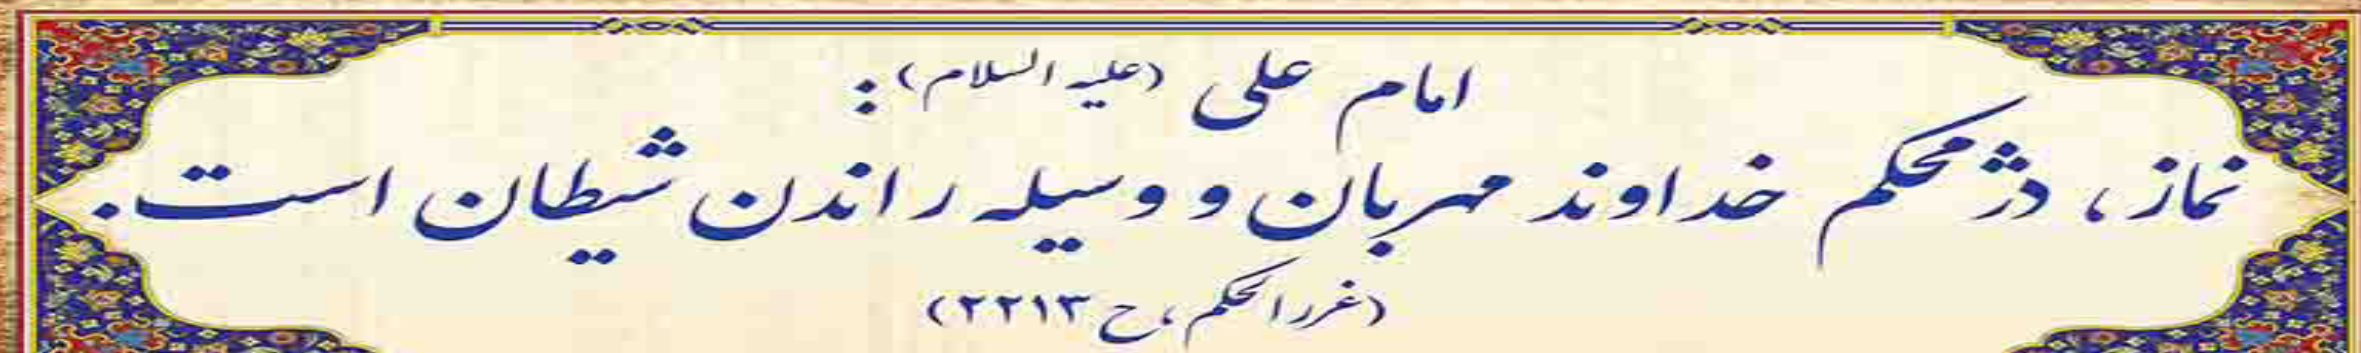 امام علی (علیه السلام):
نماز، دژ محکم خداوند مهربان و وسیله راندن شیطان است.
(غررالحکم، ح ۲۲۱۳)